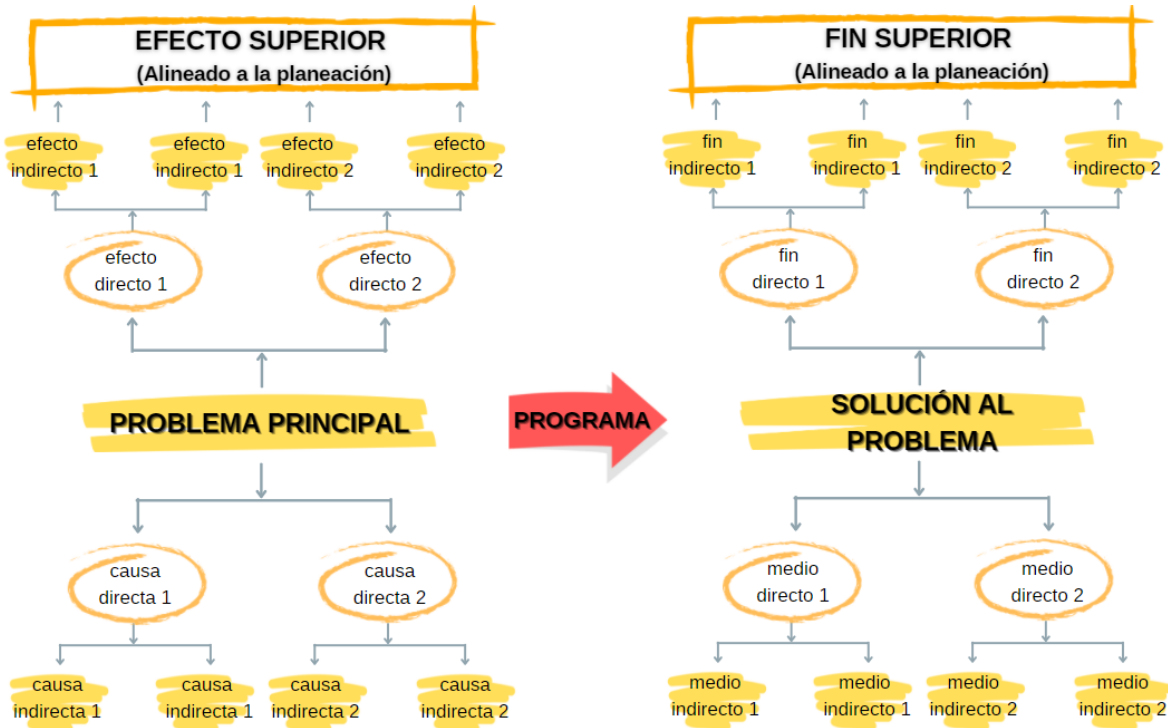 EFECTO SUPERIOR
(Alineado a la planeación)
efecto
indirecto 1
efecto
indirecto 1
efecto
indirecto 2
efecto
indirecto 2
efecto
directo 1
efecto
directo 2
PROBLEMA PRINCIPAL
causa
directa 1
causa
directa 2
causa
indirecta 1
causa
indirecta 1
causa
indirecta 2
causa
indirecta 2
PROGRAMA
FIN SUPERIOR
(Alineado a la planeación)
fin
indirecto 1
fin
indirecto 1
fin
indirecto 2
fin
indirecto 2
fin
directo 1
fin
directo 2
SOLUCIÓN AL
PROBLEMA
medio
directo 1
medio
directo 2
medio
indirecto 1
medio
indirecto 1
medio
indirecto 2
medio
indirecto 2